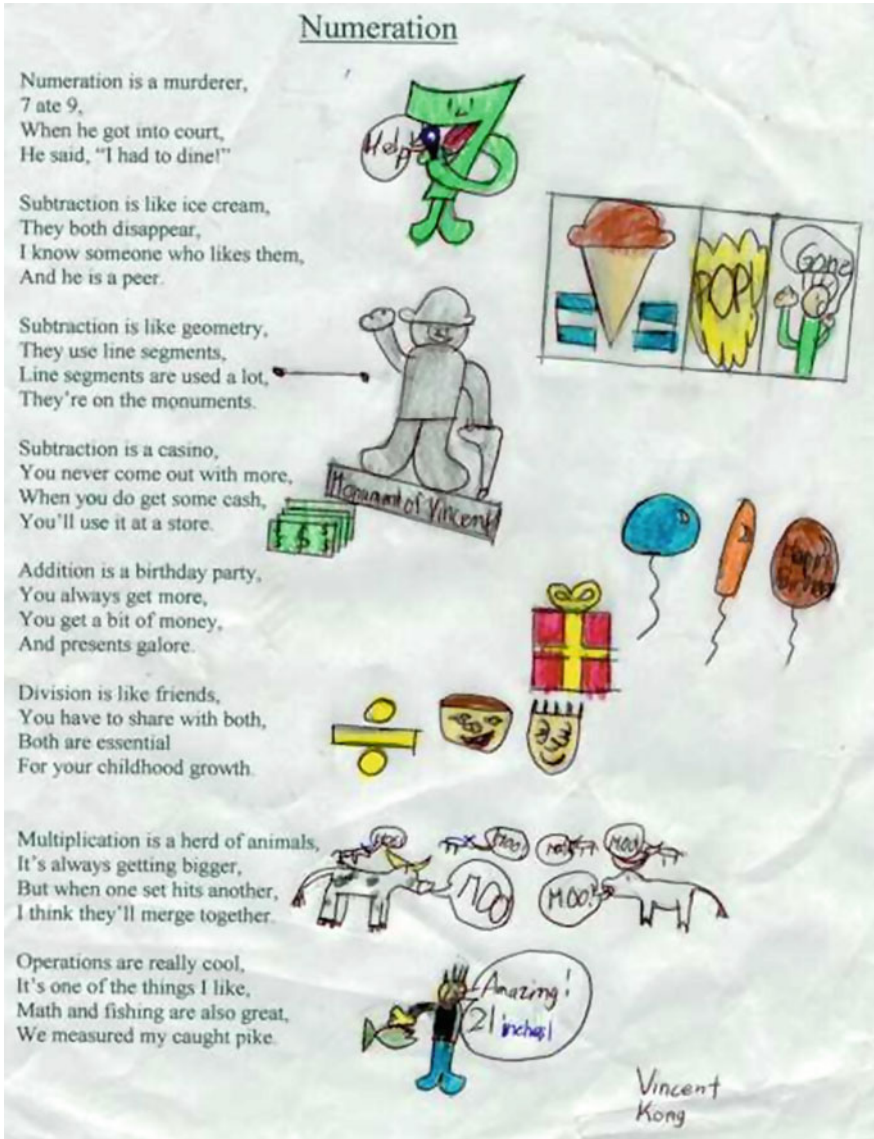 Numeration
Numeration is a murderer,
7 ate 9,
When he got into court,
He said, "I had to dine!"
Help
7
Subtraction is like ice cream,
They both disappear,
I know someone who likes them,
And he is a peer.
POP!
Gone
Subtraction is like geometry,
They use line segments,
Line segments are used a lot,
They're on the monuments.
Subtraction is a casino,
You never come out with more,
When you do get some cash,
You'll use it at a store.
Monument of Vincent
$ $ $
Addition is a birthday party,
You always get more,
You get a bit of money,
And presents galore.
Happy
Division is like friends,
You have to share with both,
Both are essential
For your childhood growth.
÷
Multiplication is a herd of animals,
It's always getting bigger,
But when one set hits another,
I think they'll merge together.
MOO!
MOO!
MOO
MOO!
Operations are really cool,
It's one of the things I like,
Math and fishing are also great,
We measured my caught pike.
Amazing!
21 inches!
Vincent
Kong